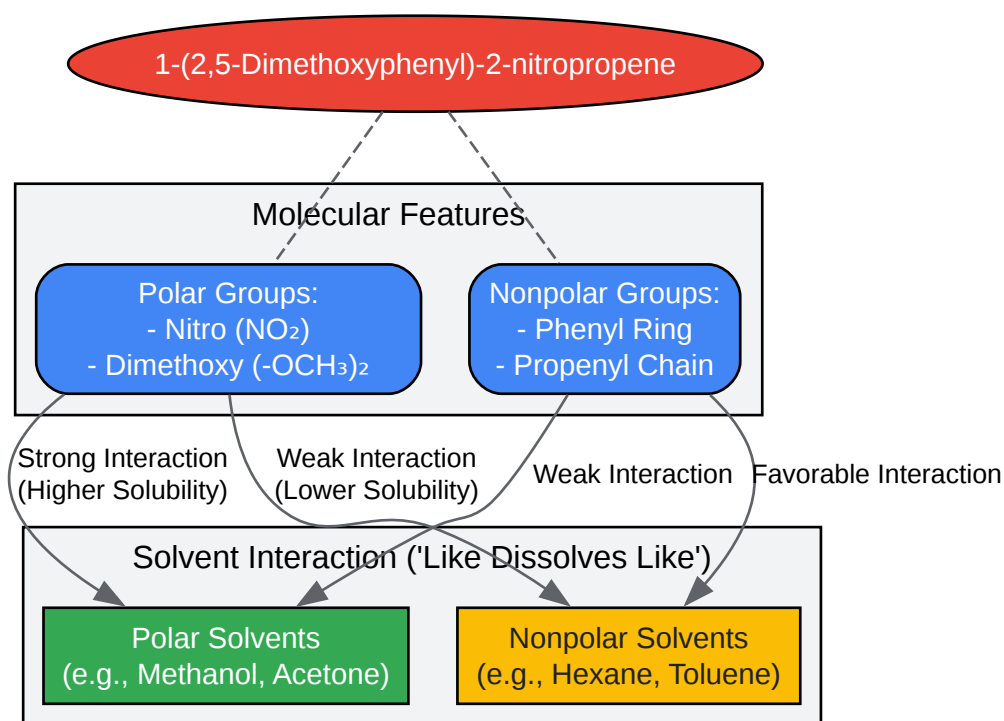 1-(2,5-Dimethoxyphenyl)-2-nitropropene
Molecular Features
Polar Groups:
- Nitro (NO₂)
- Dimethoxy (-OCH₃)₂
Nonpolar Groups:
- Phenyl Ring
- Propenyl Chain
Strong Interaction
(Higher Solubility)
Weak Interaction
(Lower Solubility)
Weak Interaction
Favorable Interaction
Solvent Interaction ('Like Dissolves Like')
Polar Solvents
(e.g., Methanol, Acetone)
Nonpolar Solvents
(e.g., Hexane, Toluene)